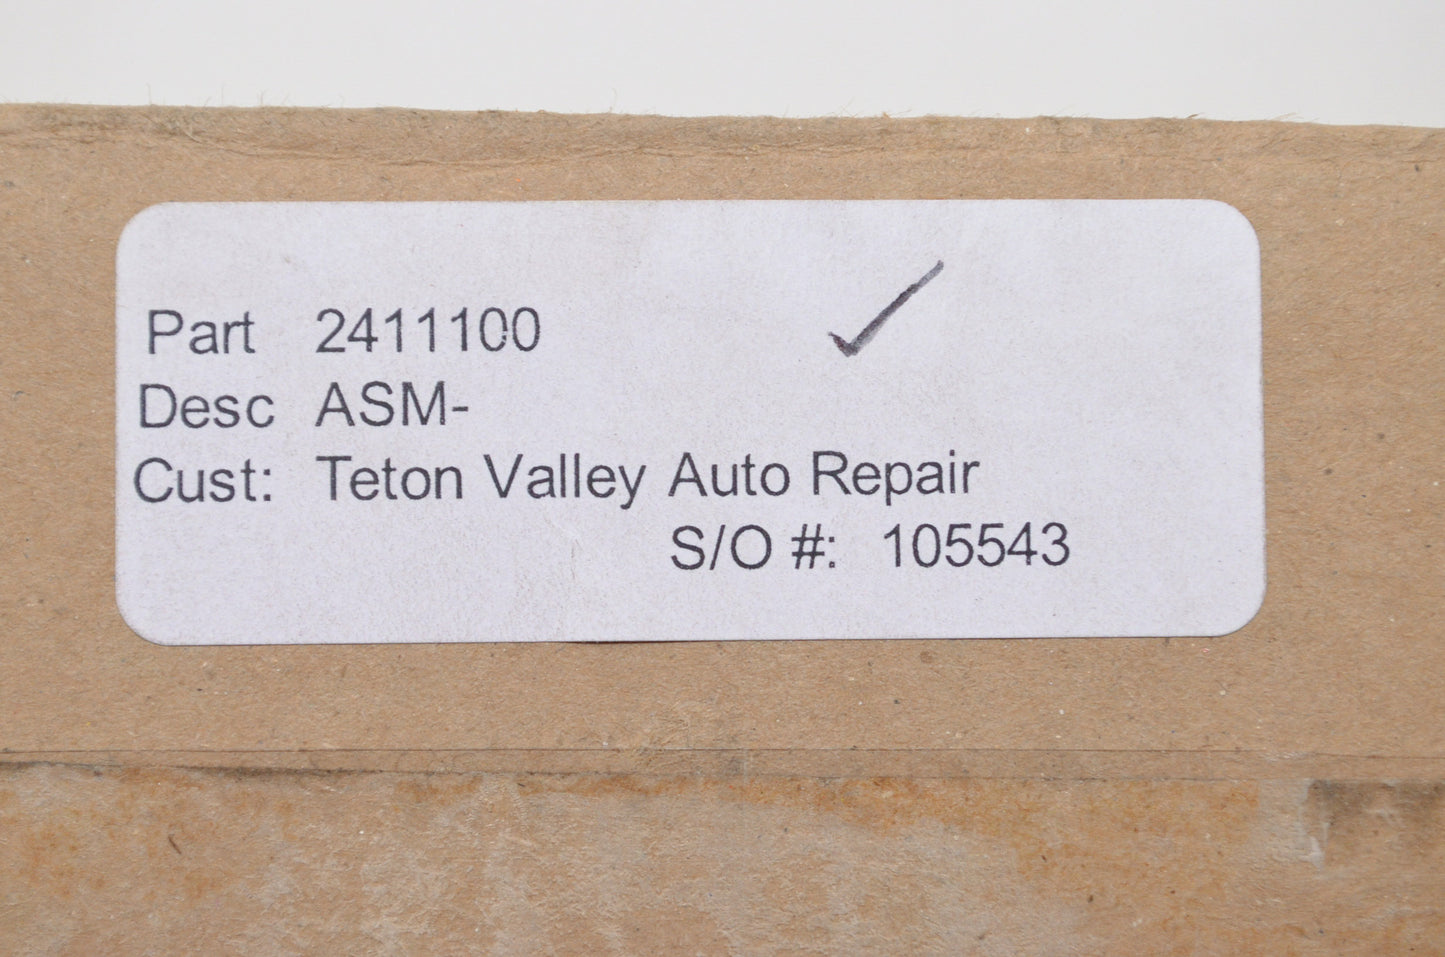 Part 2411100
Desc ASM-
Cust: Teton Valley Auto Repair
S/O #: 105543